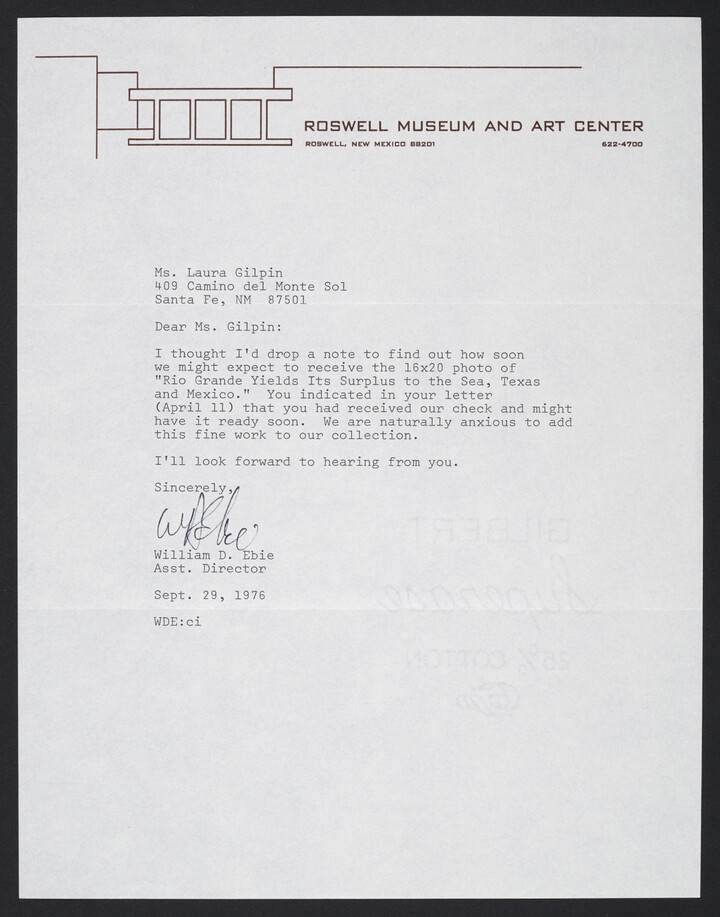 ROSWELL MUSEUM AND ART CENTER
ROSWELL, NEW MEXICO 88201 622-4700
Ms. Laura Gilpin
409 Camino del Monte Sol
Santa Fe, NM 87501
Dear Ms. Gilpin:
I thought I'd drop a note to find out how soon
we might expect to receive the 16x20 photo of
"Rio Grande Yields Its Surplus to the Sea, Texas
and Mexico." You indicated in your letter
(April 11) that you had received our check and might
have it ready soon. We are naturally anxious to add
this fine work to our collection.
I'll look forward to hearing from you.
Sincerely,
WDEbie
William D. Ebie
Asst. Director
Sept. 29, 1976
WDE:ci
GILBERT
Superase
25% COTTON